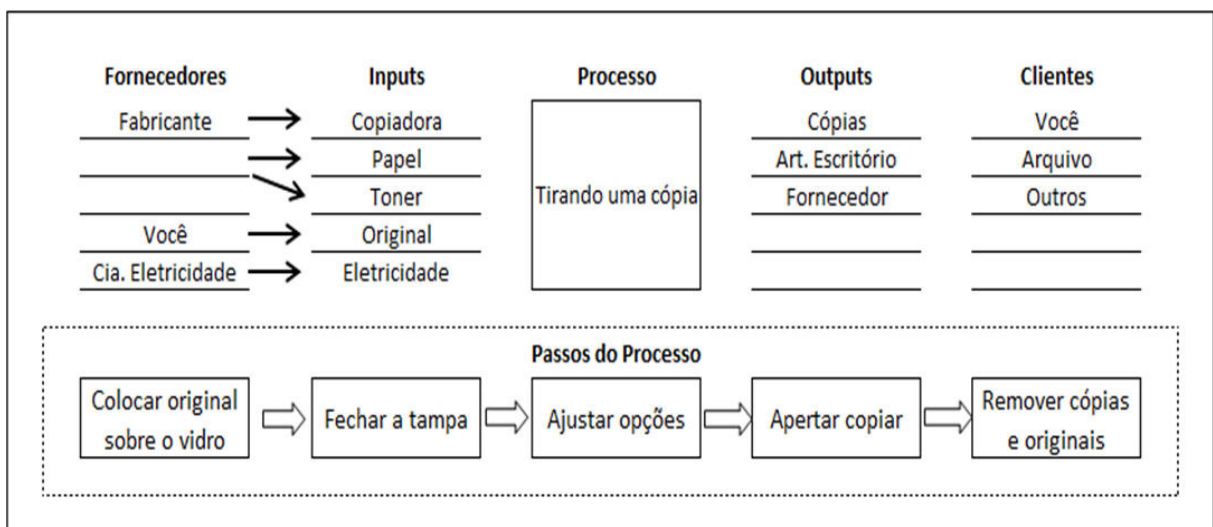 Fornecedores Inputs Processo Outputs Clientes
Fabricante Copiadora Cópias Você
Papel Art. Escritório Arquivo
Toner Tirando uma cópia Fornecedor Outros
Você Original
Cia. Eletricidade Eletricidade
Passos do Processo
Colocar original
sobre o vidro
Fechar a tampa
Ajustar opções
Apertar copiar
Remover cópias
e originais